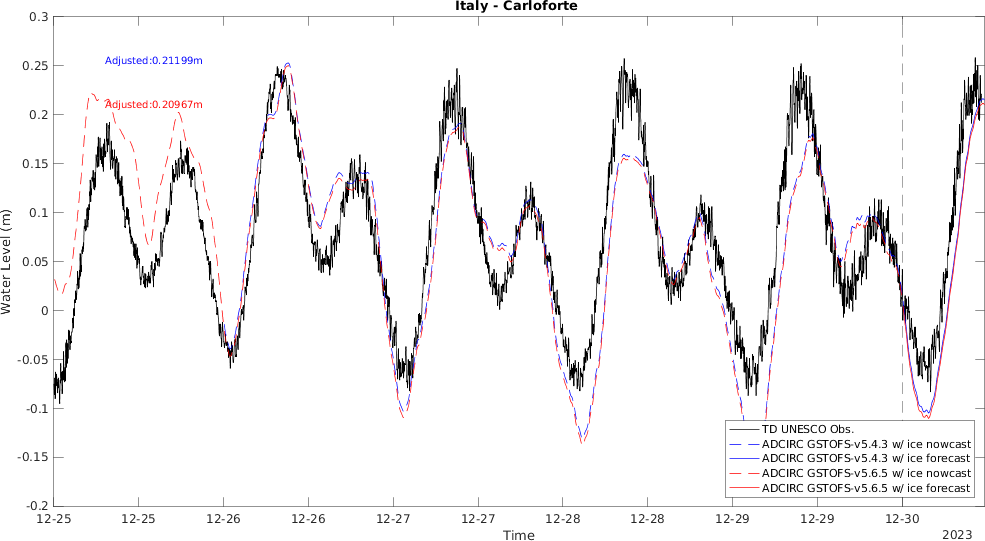 Italy - Carloforte
0.3
0.25
0.2
0.15
0.1
0.05
0
-0.05
-0.1
-0.15
-0.2
Water Level (m)
Adjusted:0.21199m
Adjusted:0.20967m
TD UNESCO Obs.
ADCIRC GSTOFS-v5.4.3 w/ ice nowcast
ADCIRC GSTOFS-v5.4.3 w/ ice forecast
ADCIRC GSTOFS-v5.6.5 w/ ice nowcast
ADCIRC GSTOFS-v5.6.5 w/ ice forecast
12-25 12-25 12-26 12-26 12-27 12-27 12-28 12-28 12-29 12-29 12-30
Time
2023